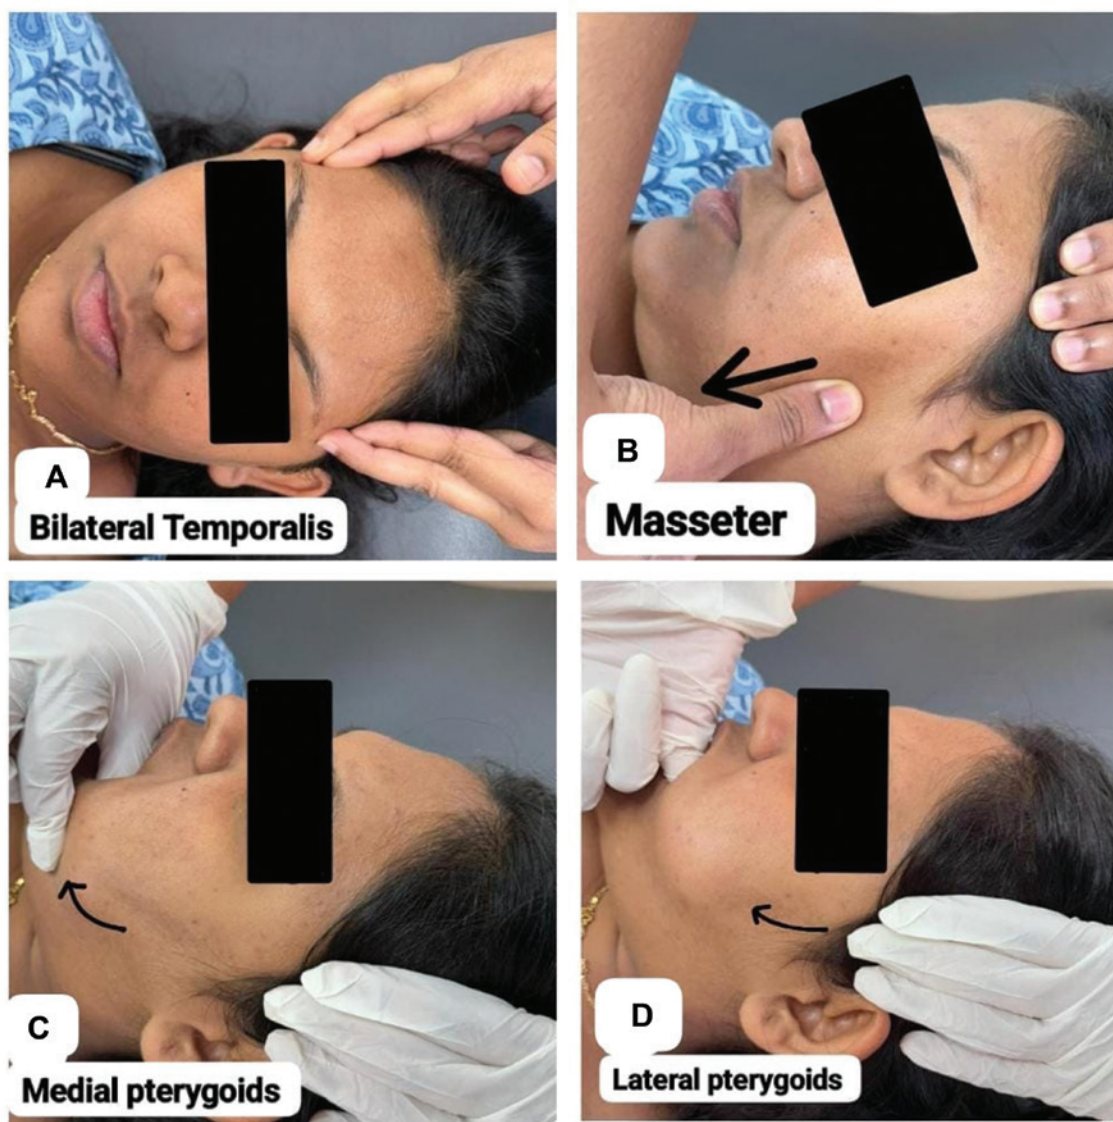 A
Bilateral Temporalis
B
Masseter
C
Medial pterygoids
D
Lateral pterygoids